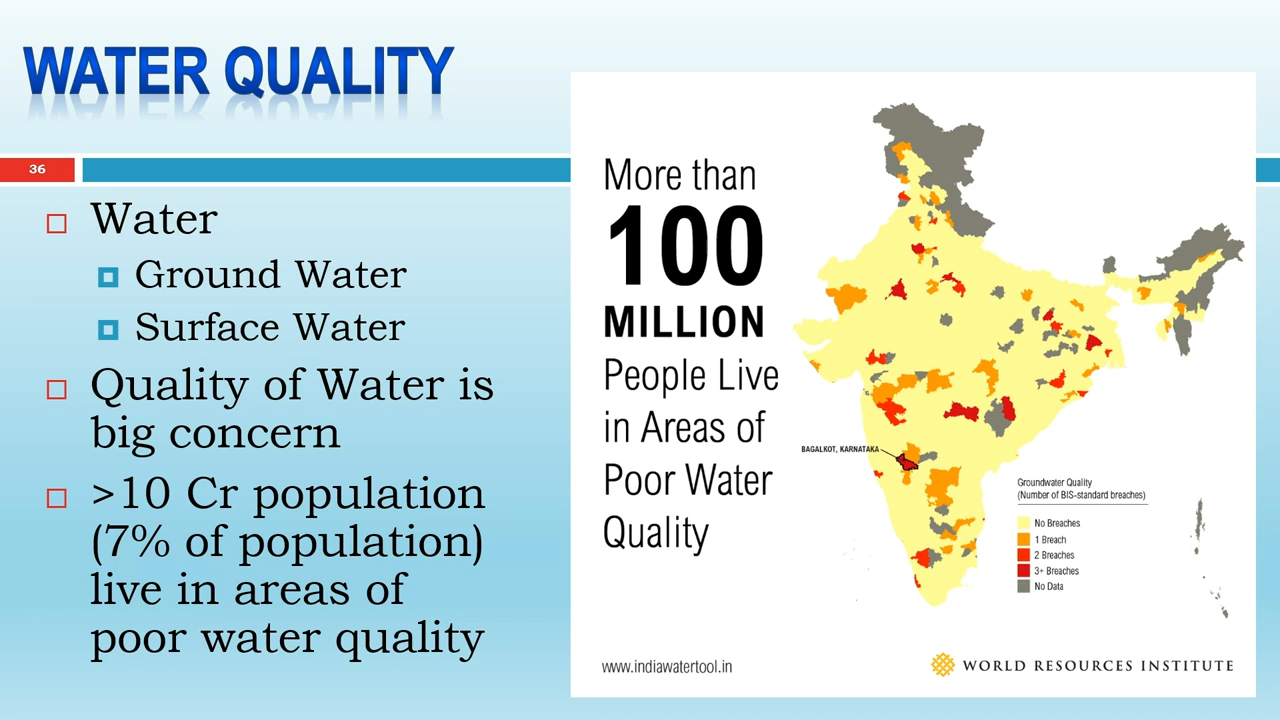 WATER QUALITY
36
Water
Ground Water
Surface Water
Quality of Water is
big concern
>10 Cr population
(7% of population)
live in areas of
poor water quality
More than
100
MILLION
People Live
in Areas of
Poor Water
Quality
BAGALKOT, KARNATAKA
Groundwater Quality
(Number of BIS-standard breaches)
No Breaches
1 Breach
2 Breaches
3+ Breaches
No Data
www.indiawatertool.in
WORLD RESOURCES INSTITUTE